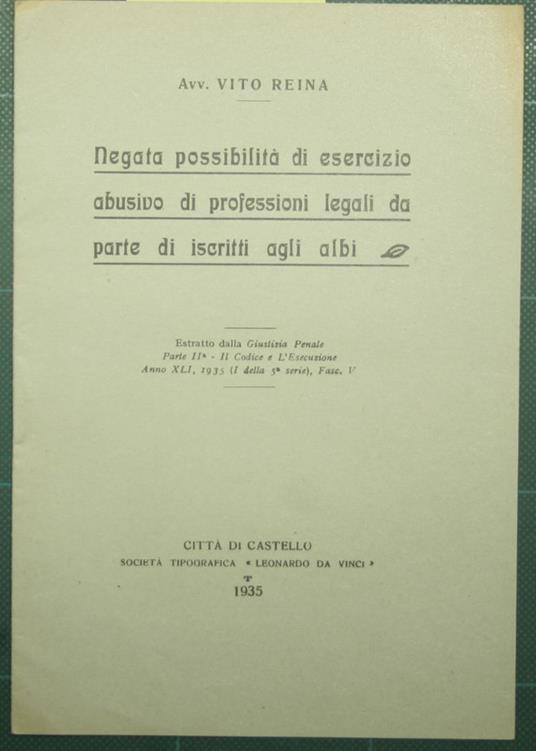 Avv. VITO REINA
Negata possibilità di esercizio
abusivo di professioni legali da
parte di iscritti agli albi
Estratto dalla Giustizia Penale
Parte IIª - Il Codice e L'Esecuzione
Anno XLI, 1935 (I della 5ª serie), Fasc. V
CITTÀ DI CASTELLO
SOCIETÀ TIPOGRAFICA « LEONARDO DA VINCI »
1935